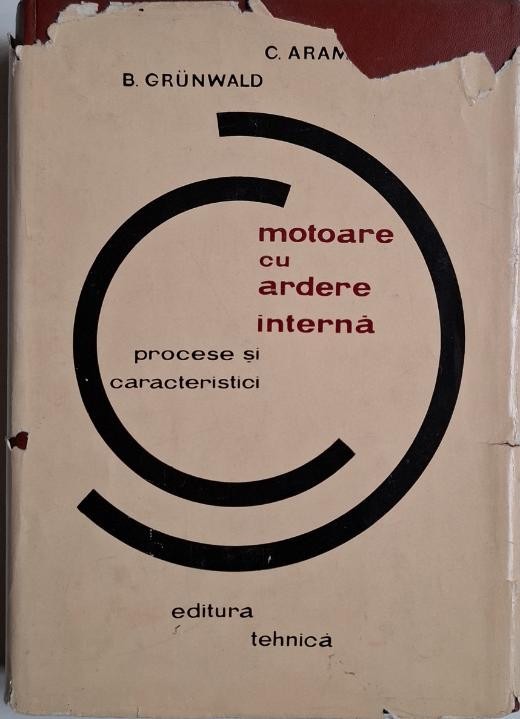 C. ARAM
B. GRÜNWALD
motoare
cu
ardere
internă
procese și
caracteristici
editura
tehnică